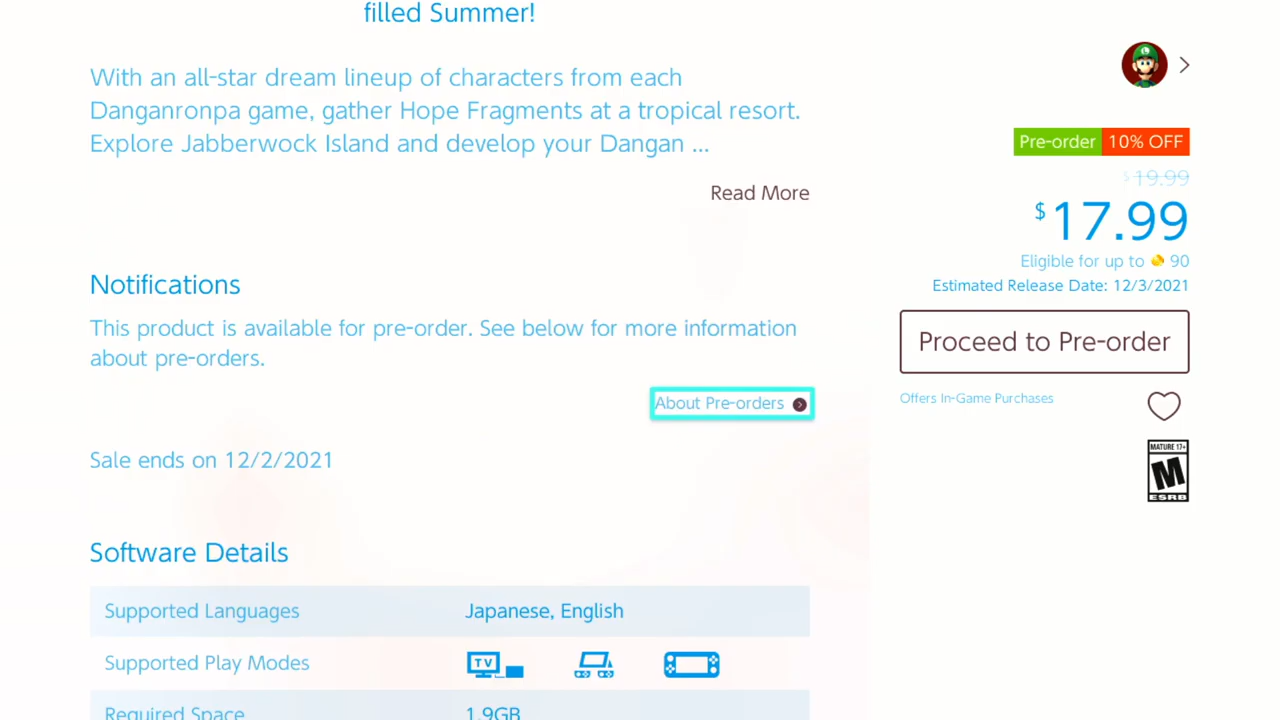 filled Summer!
With an all-star dream lineup of characters from each
Danganronpa game, gather Hope Fragments at a tropical resort.
Explore Jabberwock Island and develop your Dangan ...
Read More
Notifications
This product is available for pre-order. See below for more information
about pre-orders.
About Pre-orders
Sale ends on 12/2/2021
Software Details
Supported Languages Japanese, English
Supported Play Modes TV
Required Space 1.9GB
Pre-order 10% OFF
$19.99
$17.99
Eligible for up to 90
Estimated Release Date: 12/3/2021
Proceed to Pre-order
Offers In-Game Purchases
MATURE 17+
M
ESRB